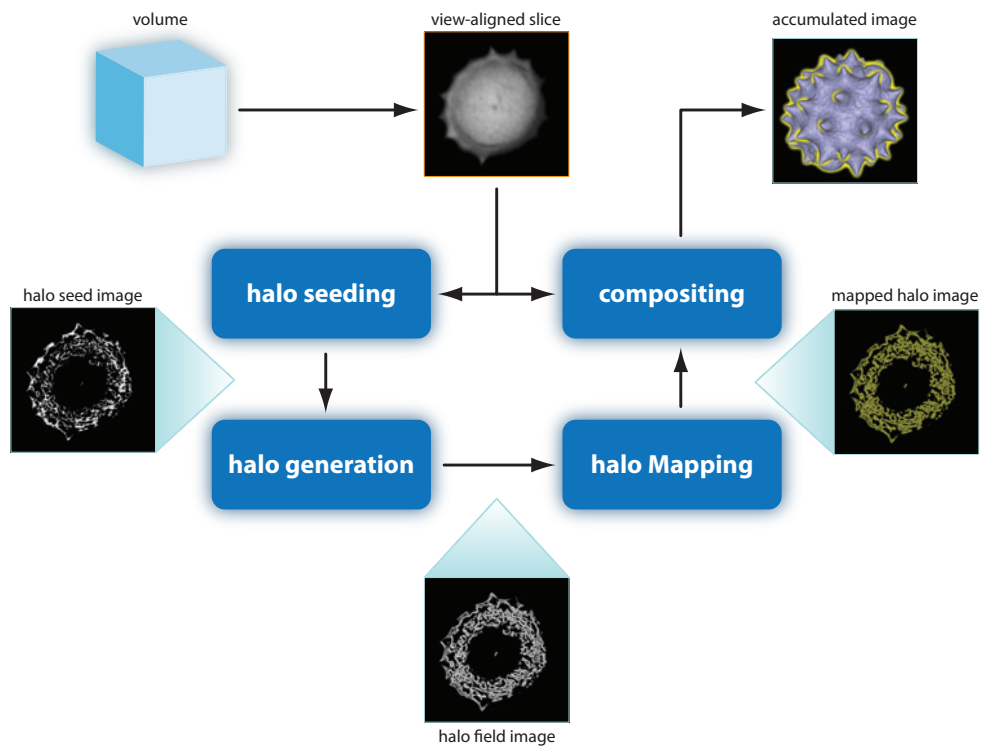 volume
view-aligned slice
accumulated image
halo seeding
compositing
halo seed image
mapped halo image
halo generation
halo Mapping
halo field image